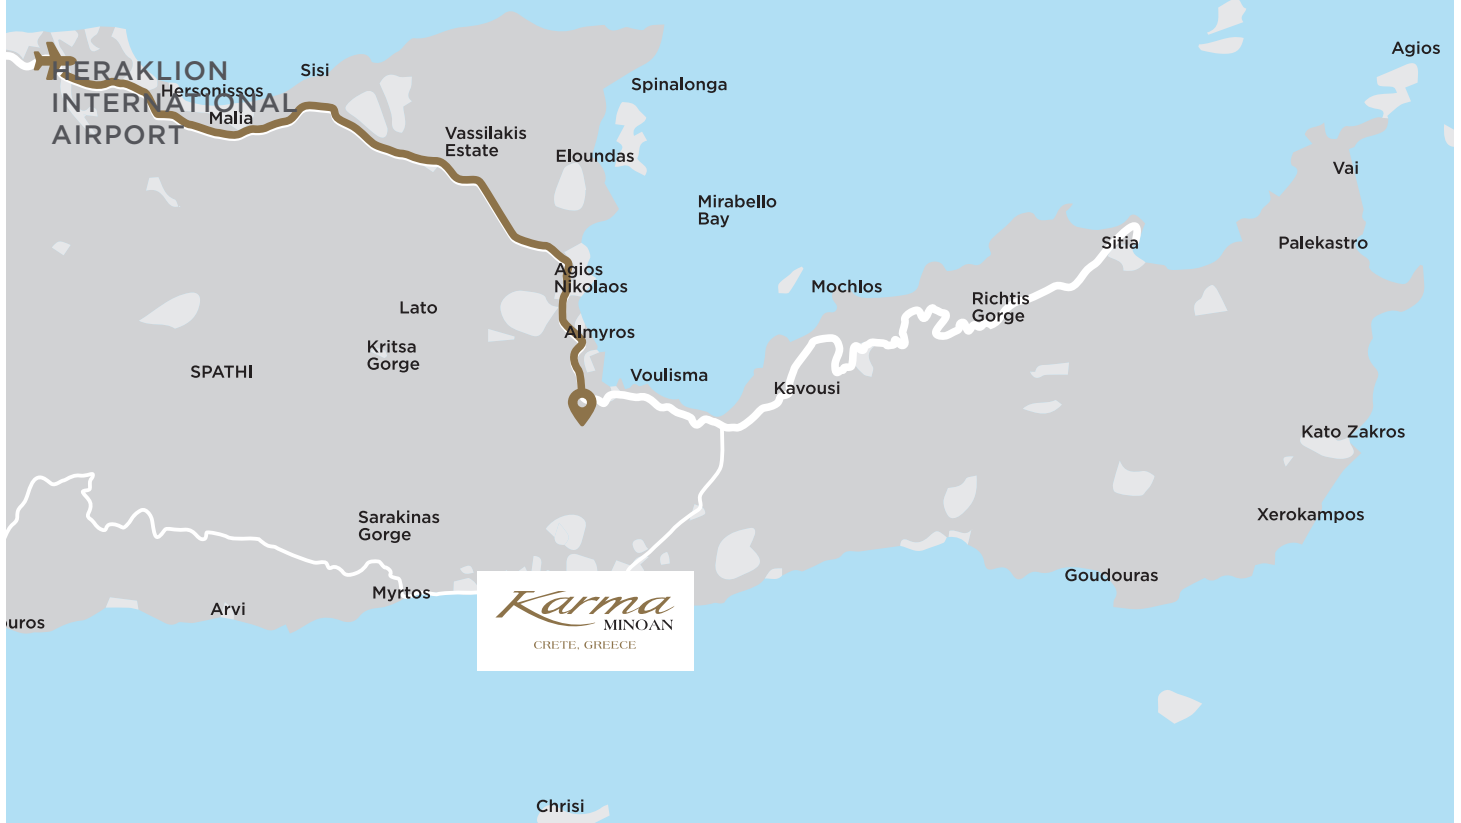 Agios
HERAKLION
INTERNATIONAL
AIRPORT
Sisi
Hersonissos
Malia
Spinalonga
Vassilakis
Estate
Eloundas
Vai
Mirabello
Bay
Sitia
Palekastro
Agios
Nikolaos
Mochlos
Richtis
Gorge
Lato
Almyros
Kritsa
Gorge
SPATHI
Voulisma
Kavousi
Kato Zakros
Sarakinas
Gorge
Xerokampos
Goudouras
Myrtos
Arvi
ouros
Karma
MINOAN
CRETE, GREECE
Chrisi